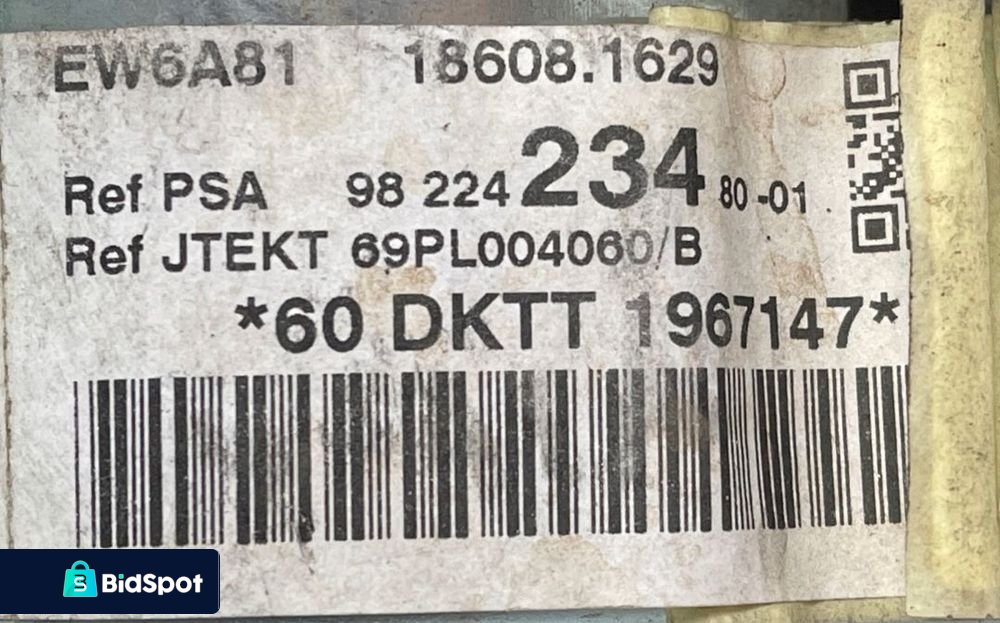 EW6A81 18608.1629
Ref PSA 98 224 234 80-01
Ref JTEKT 69PL004060/B
*60 DKTT 1967147*
BidSpot